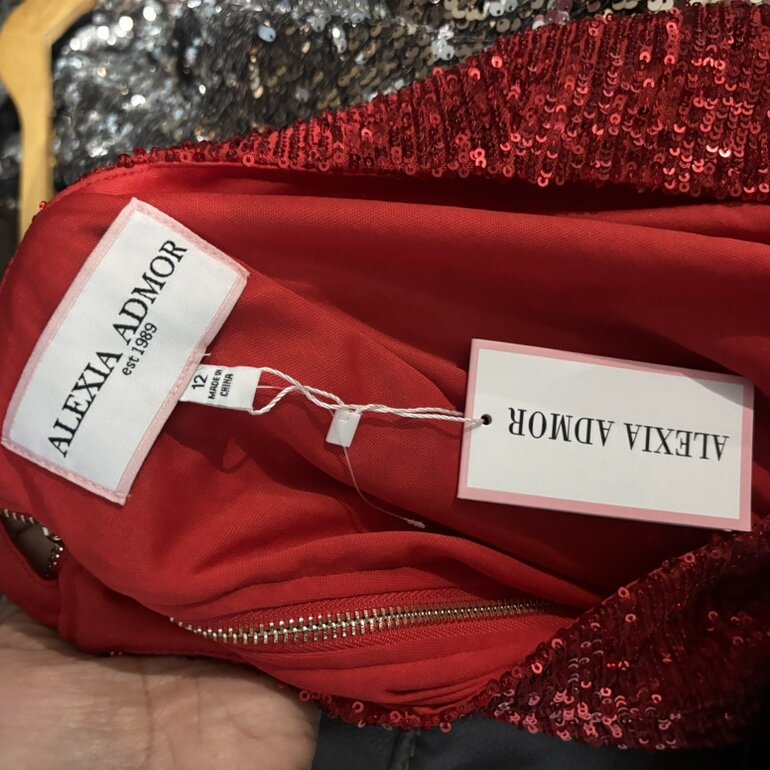 ALEXIA ADMOR
est 1989
12
MADE IN
CHINA
ALEXIA ADMOR